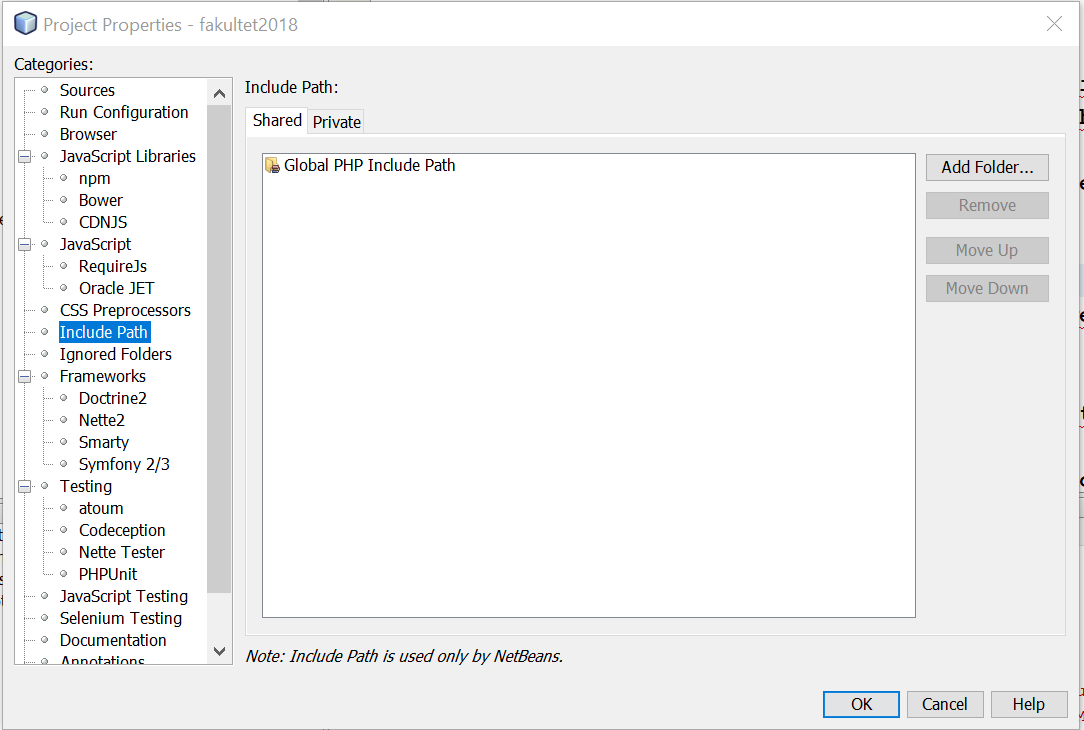 Project Properties - fakultet2018
Categories:
Sources
Run Configuration
Browser
JavaScript Libraries
npm
Bower
CDNJS
JavaScript
RequireJs
Oracle JET
CSS Preprocessors
Include Path
Ignored Folders
Frameworks
Doctrine2
Nette2
Smarty
Symfony 2/3
Testing
atoum
Codeception
Nette Tester
PHPUnit
JavaScript Testing
Selenium Testing
Documentation
Annotations
Include Path:
Shared
Private
Global PHP Include Path
Add Folder...
Remove
Move Up
Move Down
Note: Include Path is used only by NetBeans.
OK
Cancel
Help